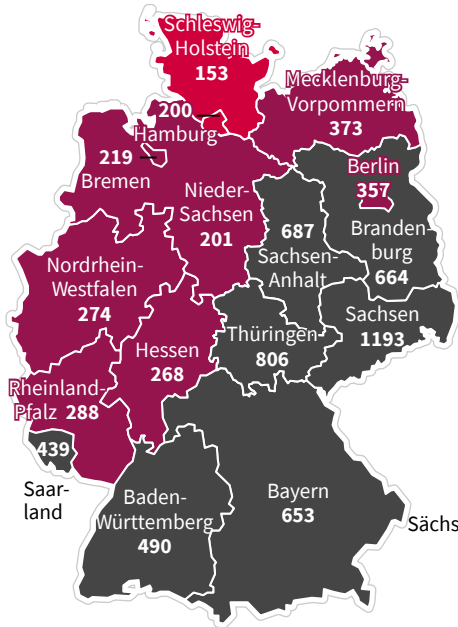 Schleswig-
Holstein
153
Mecklenburg-
Vorpommern
373
200
Hamburg
219
Bremen
Berlin
357
Nieder-
Sachsen
201
687
Sachsen-
Anhalt
Branden-
burg
664
Nordrhein-
Westfalen
274
Sachsen
1193
Thüringen
806
Hessen
268
Rheinland-
Pfalz 288
439
Saar-
land
Baden-
Württemberg
490
Bayern
653
Sächs